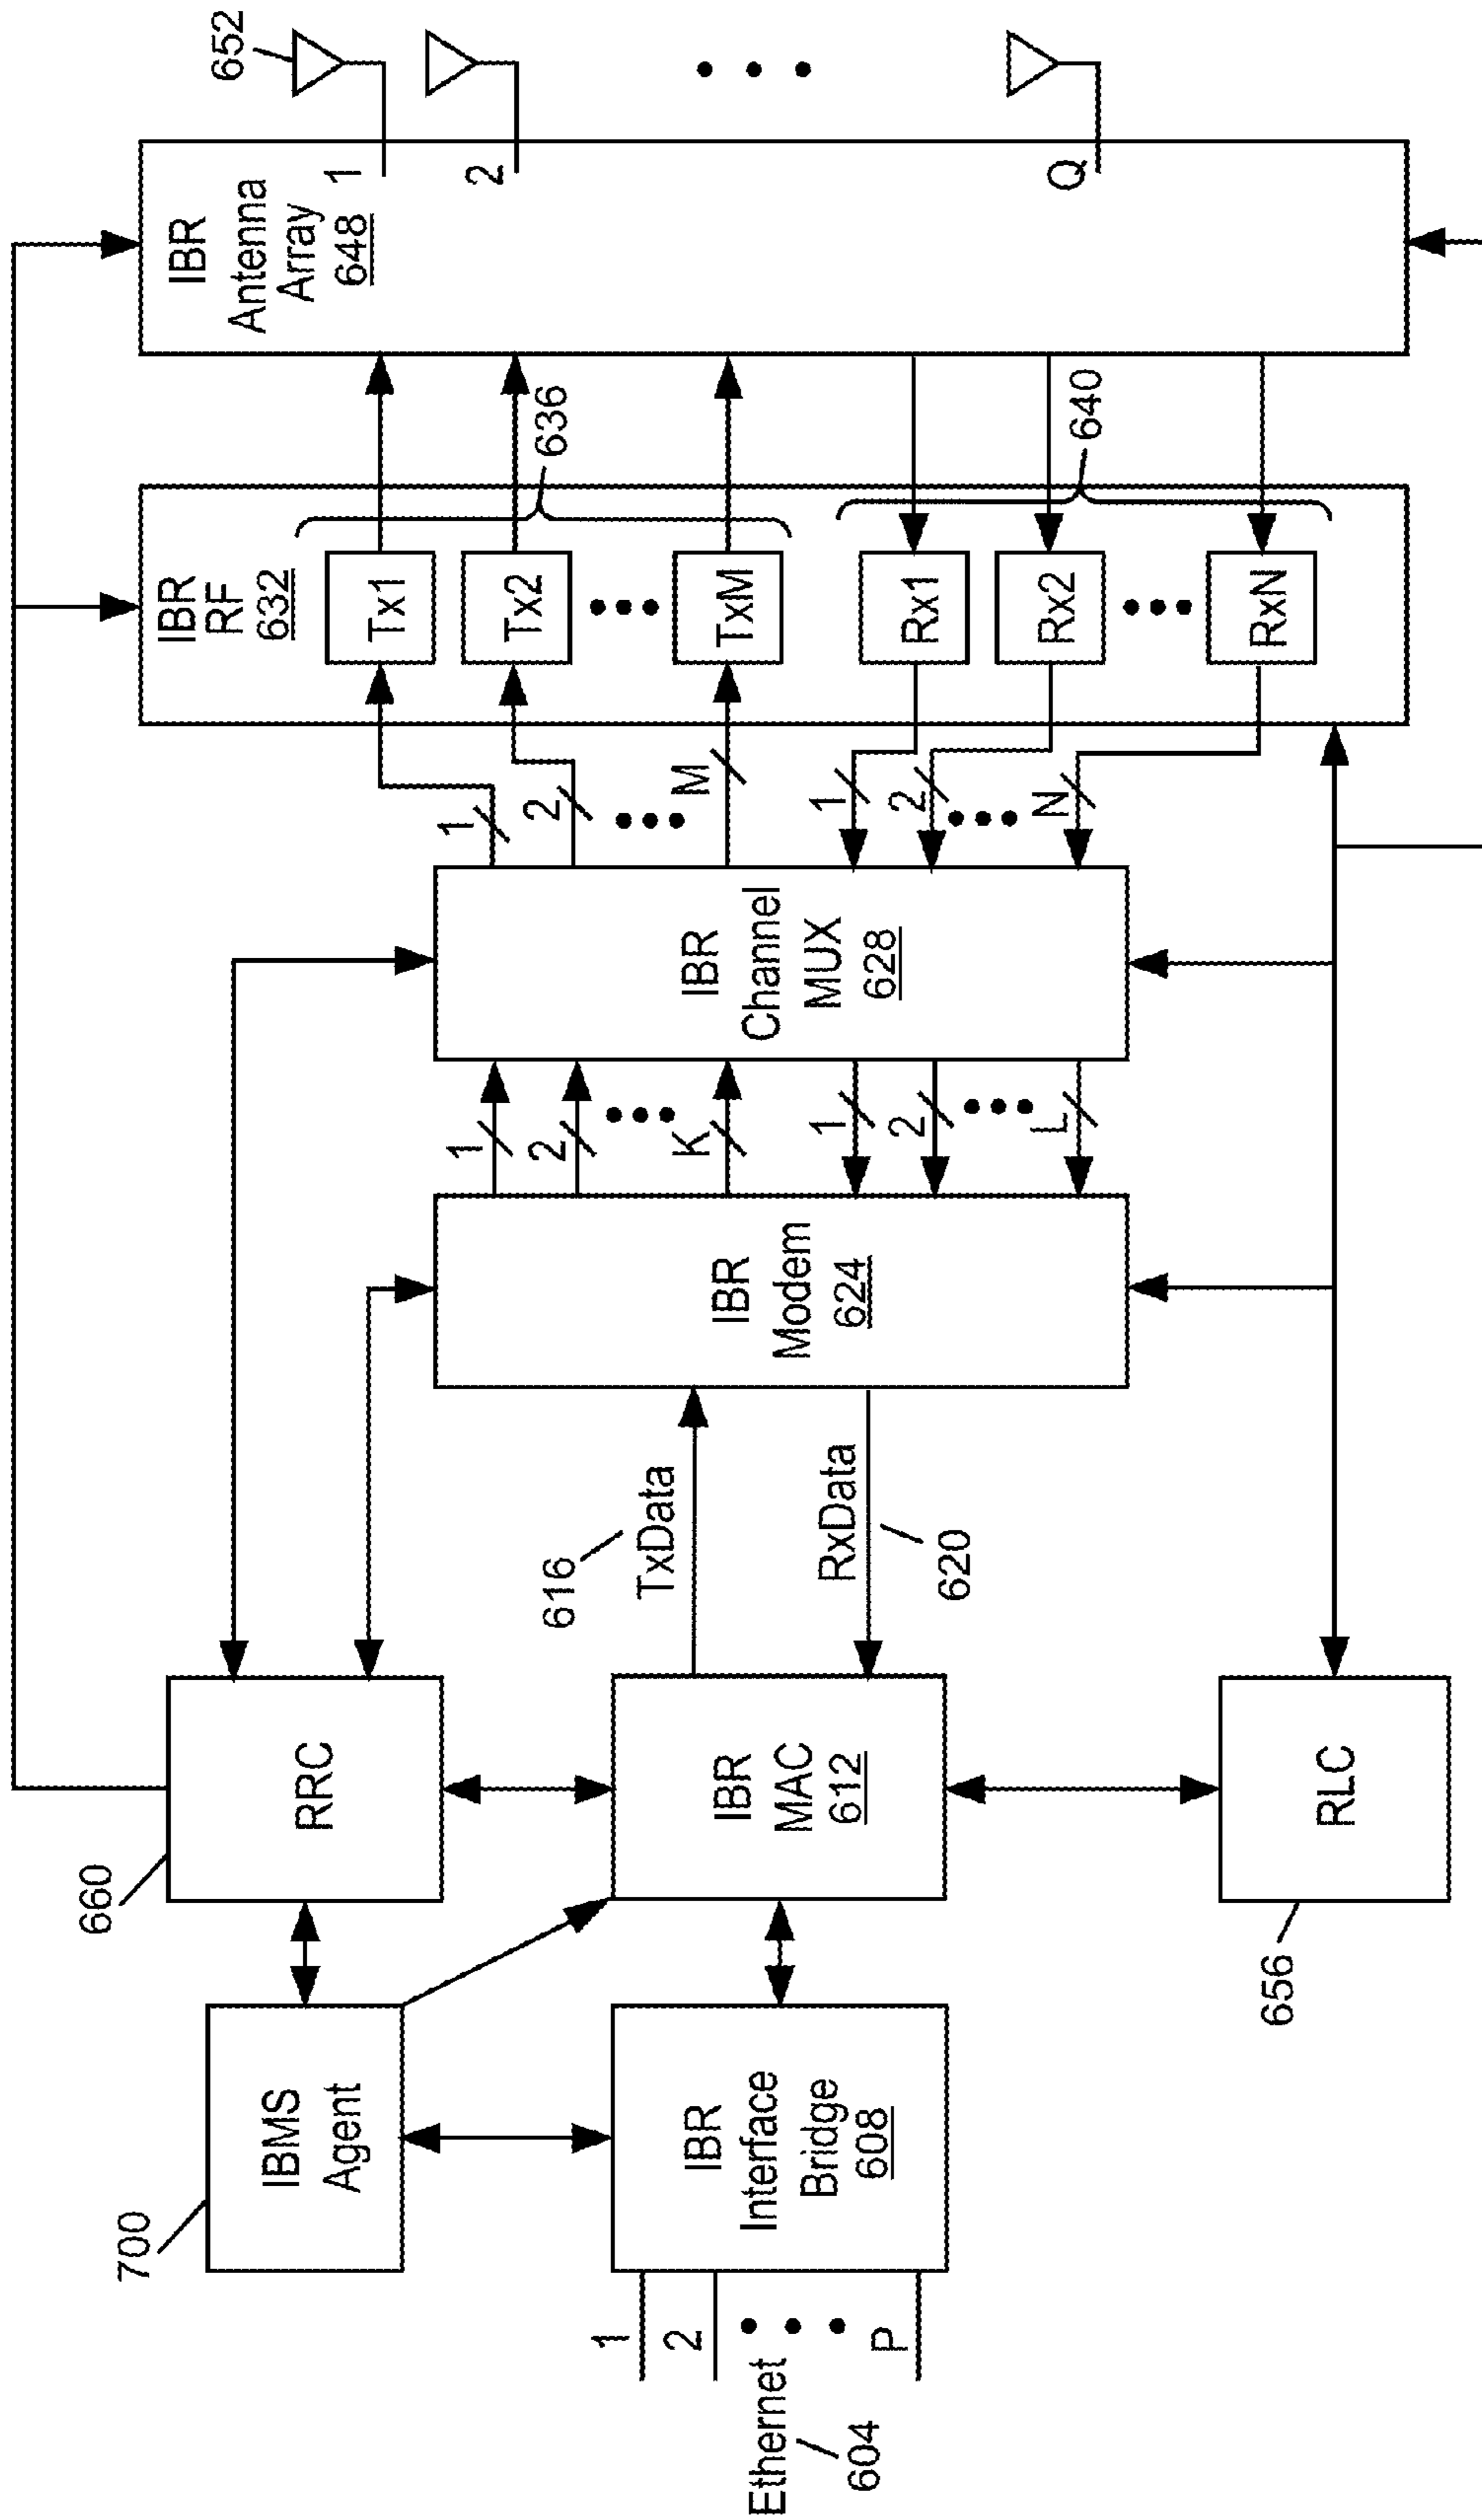 Ethernet
604
1
2
P
700
IBMS
Agent
IBR
Interface
Bridge
608
660
RRC
IBR
MAC
612
RLC
656
616
TxData
RxData
620
IBR
Modem
624
1
2
K
1
2
L
IBR
Channel
MUX
628
1
2
M
1
2
N
IBR
RF
632
Tx1
Tx2
TxM
Rx1
Rx2
RxN
636
640
IBR
Antenna
Array
648
1
2
Q
652